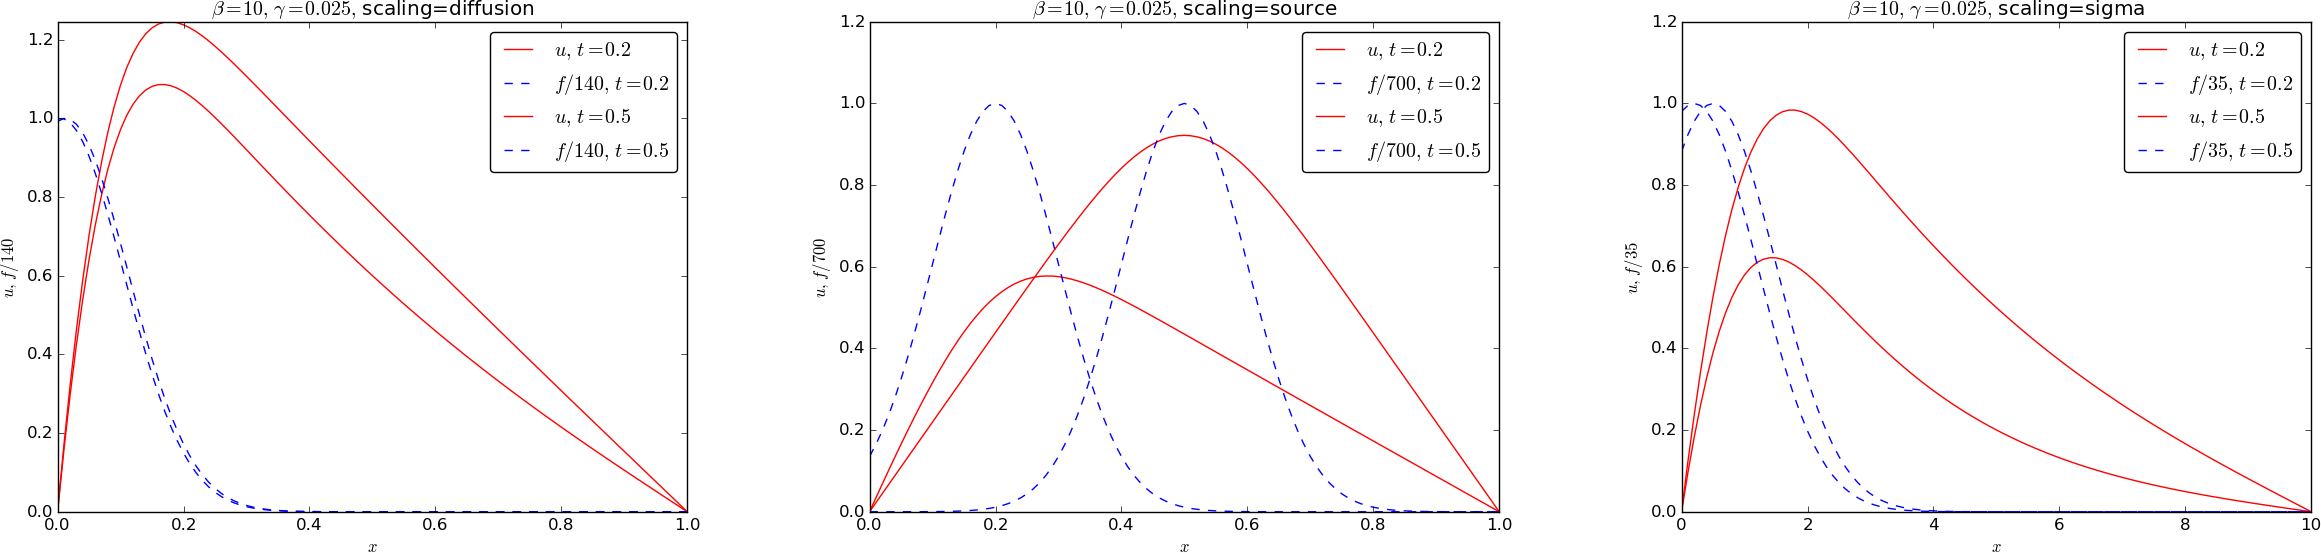 β=10, γ=0.025, scaling=diffusion
u, f/140
1.2
1.0
0.8
0.6
0.4
0.2
0.0
0.0 0.2 0.4 0.6 0.8 1.0
x
u, t=0.2
f/140, t=0.2
u, t=0.5
f/140, t=0.5
β=10, γ=0.025, scaling=source
u, f/700
1.2
1.0
0.8
0.6
0.4
0.2
0.0
0.0 0.2 0.4 0.6 0.8 1.0
x
u, t=0.2
f/700, t=0.2
u, t=0.5
f/700, t=0.5
β=10, γ=0.025, scaling=sigma
u, f/35
1.2
1.0
0.8
0.6
0.4
0.2
0.0
0 2 4 6 8 10
x
u, t=0.2
f/35, t=0.2
u, t=0.5
f/35, t=0.5